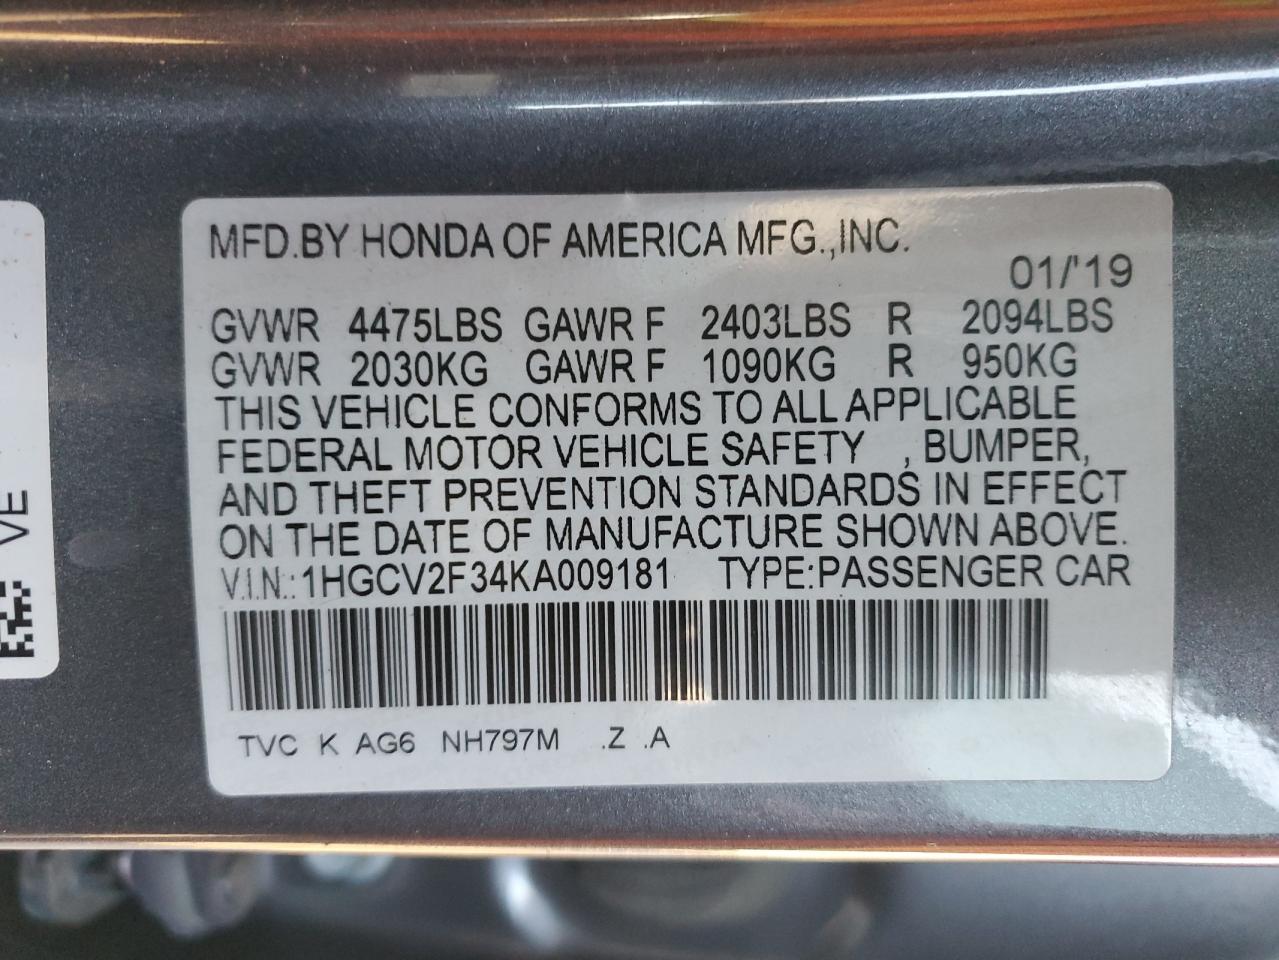 MFD.BY HONDA OF AMERICA MFG.,INC.
01/'19
GVWR 4475LBS GAWR F 2403LBS R 2094LBS
GVWR 2030KG GAWR F 1090KG R 950KG
THIS VEHICLE CONFORMS TO ALL APPLICABLE
FEDERAL MOTOR VEHICLE SAFETY , BUMPER,
AND THEFT PREVENTION STANDARDS IN EFFECT
ON THE DATE OF MANUFACTURE SHOWN ABOVE.
V.I.N.: 1HGCV2F34KA009181 TYPE:PASSENGER CAR
TVC K AG6 NH797M .Z .A
VE